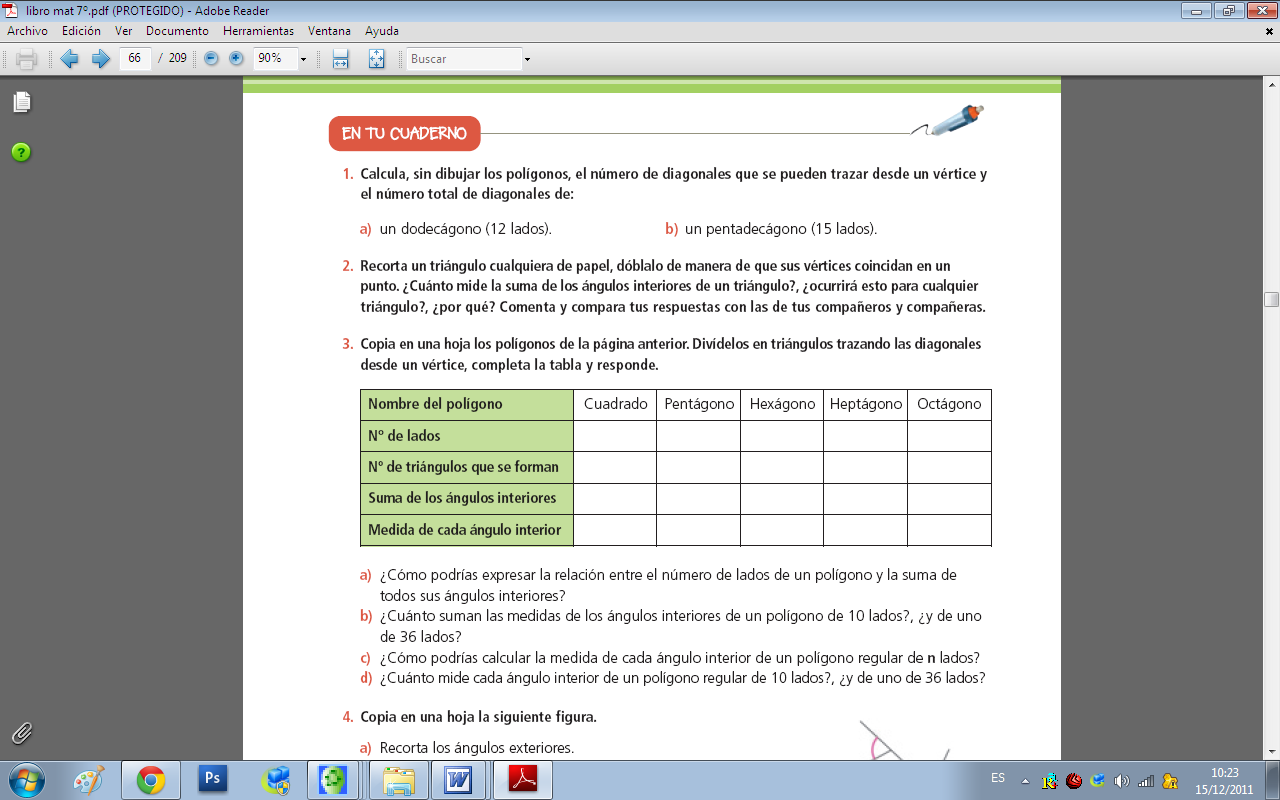 libro mat 7º.pdf (PROTEGIDO) - Adobe Reader
Archivo Edición Ver Documento Herramientas Ventana Ayuda
66 / 209 90% Buscar
EN TU CUADERNO
1. Calcula, sin dibujar los polígonos, el número de diagonales que se pueden trazar desde un vértice y
el número total de diagonales de:
a) un dodecágono (12 lados). b) un pentadecágono (15 lados).
2. Recorta un triángulo cualquiera de papel, dóblalo de manera de que sus vértices coincidan en un
punto. ¿Cuánto mide la suma de los ángulos interiores de un triángulo?, ¿ocurrirá esto para cualquier
triángulo?, ¿por qué? Comenta y compara tus respuestas con las de tus compañeros y compañeras.
3. Copia en una hoja los polígonos de la página anterior. Divídelos en triángulos trazando las diagonales
desde un vértice, completa la tabla y responde.
Nombre del polígono Cuadrado Pentágono Hexágono Heptágono Octágono
Nº de lados
Nº de triángulos que se forman
Suma de los ángulos interiores
Medida de cada ángulo interior
a) ¿Cómo podrías expresar la relación entre el número de lados de un polígono y la suma de
todos sus ángulos interiores?
b) ¿Cuánto suman las medidas de los ángulos interiores de un polígono de 10 lados?, ¿y de uno
de 36 lados?
c) ¿Cómo podrías calcular la medida de cada ángulo interior de un polígono regular de n lados?
d) ¿Cuánto mide cada ángulo interior de un polígono regular de 10 lados?, ¿y de uno de 36 lados?
4. Copia en una hoja la siguiente figura.
a) Recorta los ángulos exteriores.
Ps W ES 10:23
15/12/2011